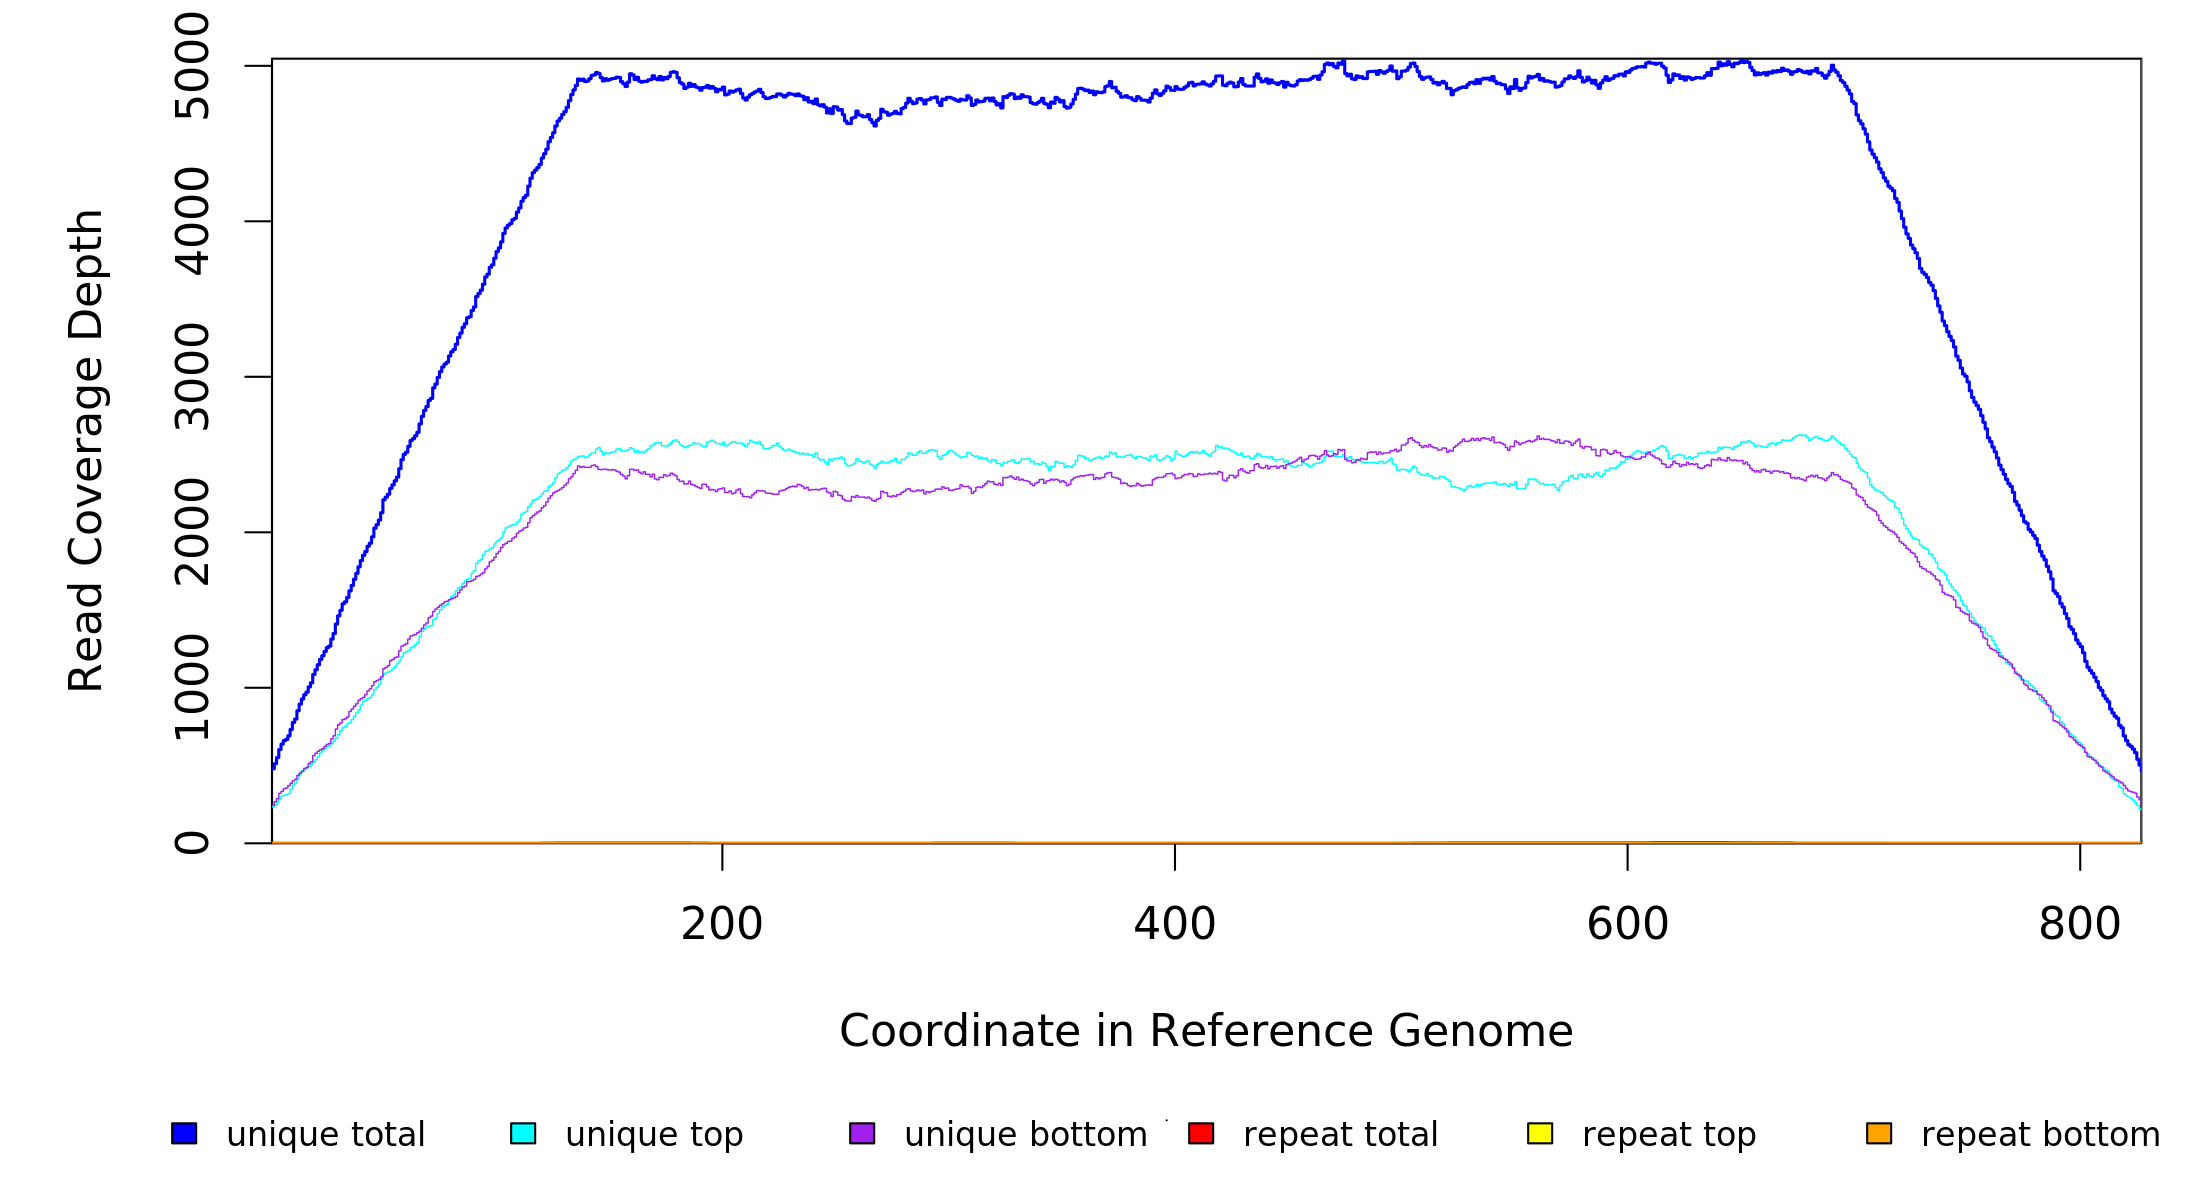 Read Coverage Depth
5000
4000
3000
2000
1000
0
200 400 600 800
Coordinate in Reference Genome
unique total unique top unique bottom repeat total repeat top repeat bottom